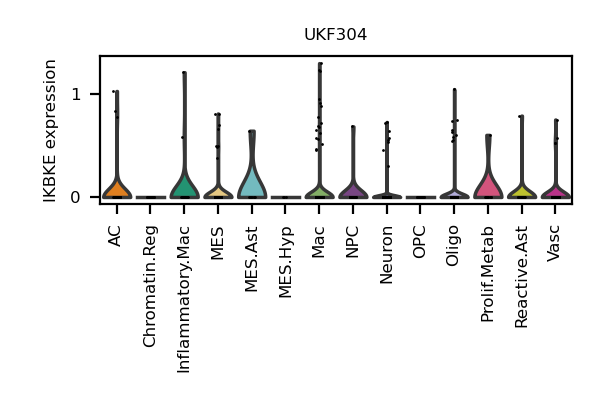 UKF304
IKBKE expression
1
0
AC
Chromatin.Reg
Inflammatory.Mac
MES
MES.Ast
MES.Hyp
Mac
NPC
Neuron
OPC
Oligo
Prolif.Metab
Reactive.Ast
Vasc